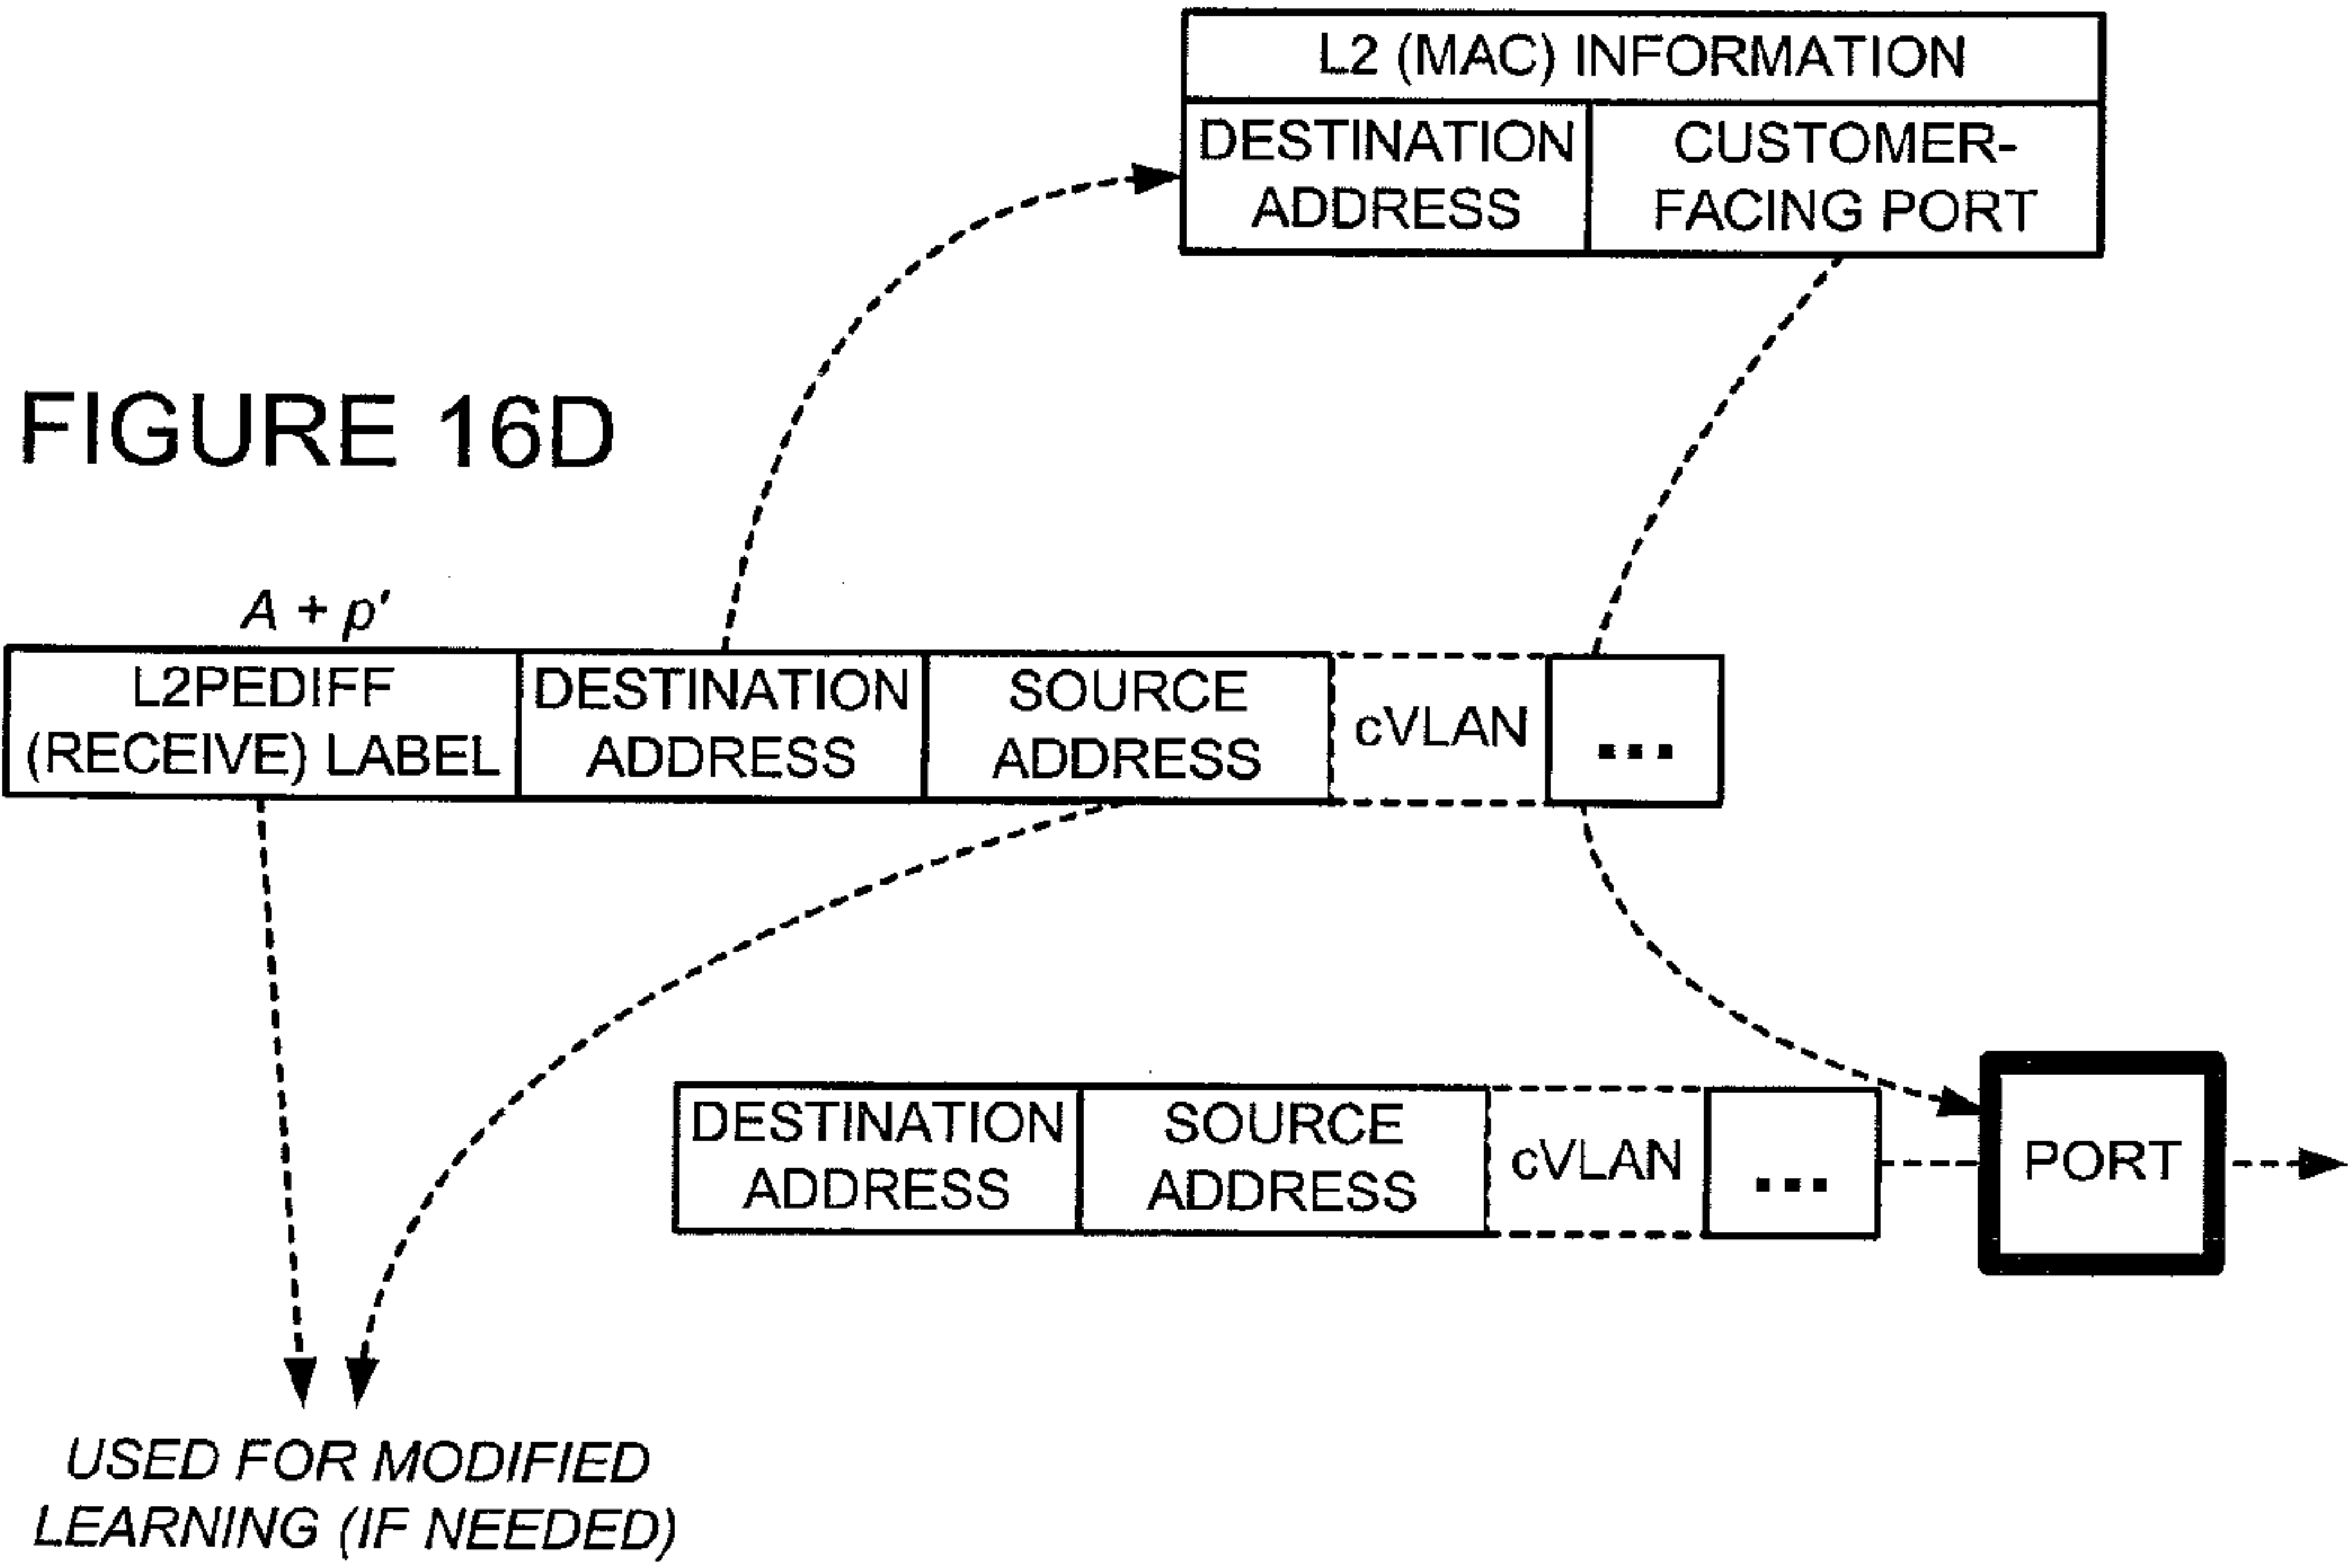 L2 (MAC) INFORMATION
DESTINATION ADDRESS
CUSTOMER-
FACING PORT
FIGURE 16D
A + p'
L2PEDIFF
(RECEIVE) LABEL
DESTINATION
ADDRESS
SOURCE
ADDRESS
cVLAN
...
DESTINATION
ADDRESS
SOURCE
ADDRESS
cVLAN
...
PORT
USED FOR MODIFIED
LEARNING (IF NEEDED)